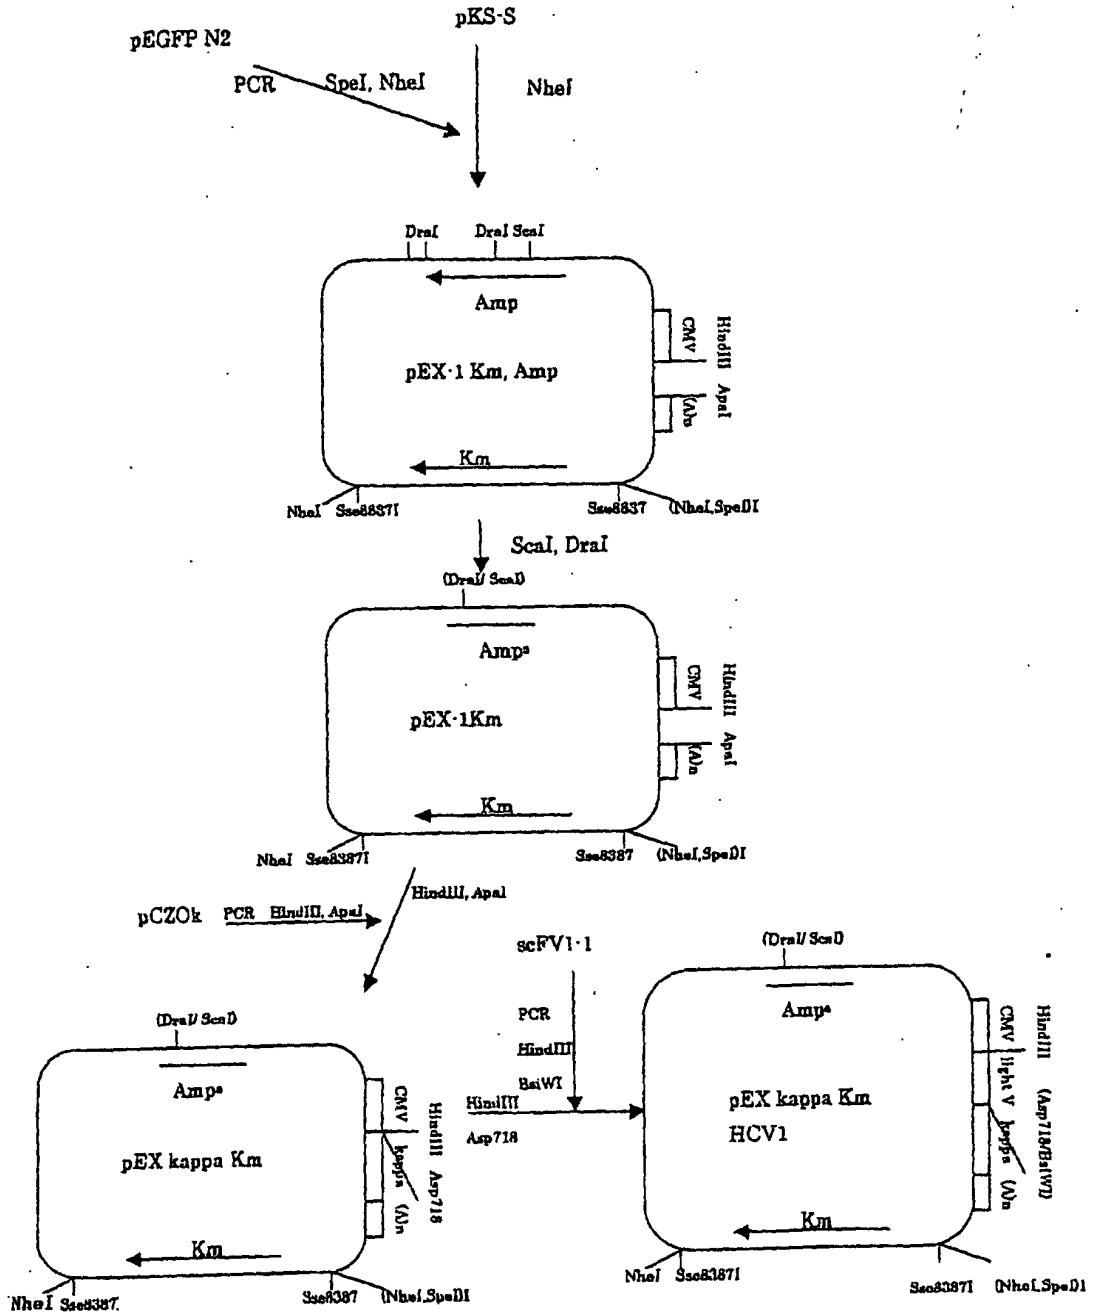 pKS-S
pEGFP N2
PCR SpeI, NheI
NheI
DraI DraI ScaI
Amp
CMV
HindIII
pEX-1 Km, Amp
ApaI
(A)n
Km
NheI Sse8837I
Sse8837 (NheI,SpeI)I
ScaI, DraI
(DraI/ ScaI)
Ampˢ
CMV
HindIII
pEX-1Km
ApaI
(A)n
Km
NheI Sse8387I
Sse8387 (NheI,SpeI)I
HindIII, ApaI
pCZOk PCR HindIII, ApaI
scFV1-1
PCR
HindIII
BsiWI
HindIII
Asp718
(DraI/ ScaI)
Ampˢ
CMV kappa (A)n
HindIII Asp718
pEX kappa Km
Km
NheI Sse8387.
Sse8387 (NheI,SpeI)I
(DraI/ ScaI)
Ampˢ
CMV light V kappa (A)n
HindIII (Asp718/BsiWI)
pEX kappa Km
HCV1
Km
NheI Sse8387I
Sse8387I (NheI,SpeI)I